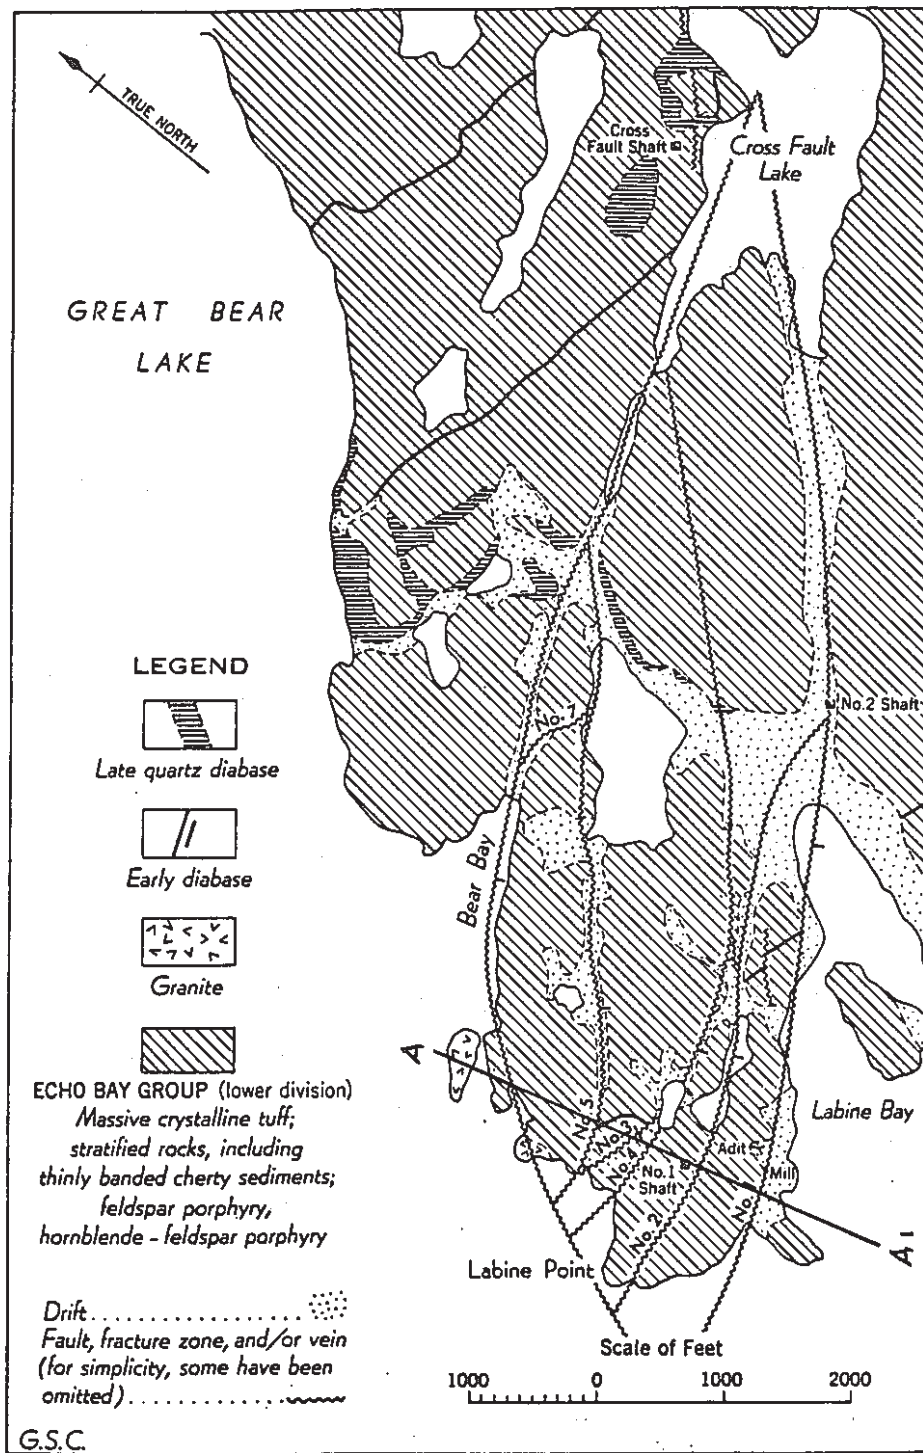 TRUE NORTH
Cross
Fault Shaft
Cross Fault
Lake
GREAT BEAR
LAKE
LEGEND
Late quartz diabase
Early diabase
Granite
ECHO BAY GROUP (lower division)
Massive crystalline tuff;
stratified rocks, including
thinly banded cherty sediments;
feldspar porphyry,
hornblende-feldspar porphyry
Drift
Fault, fracture zone, and/or vein
(for simplicity, some have been
omitted)
G.S.C.
No. 2 Shaft
No. 7
Bear Bay
A
No. 5
No. 3
No. 4
No. 1
Shaft
Adit
Mill
No. 2
No. 1
Labine Bay
A1
Labine Point
Scale of Feet
1000 0 1000 2000